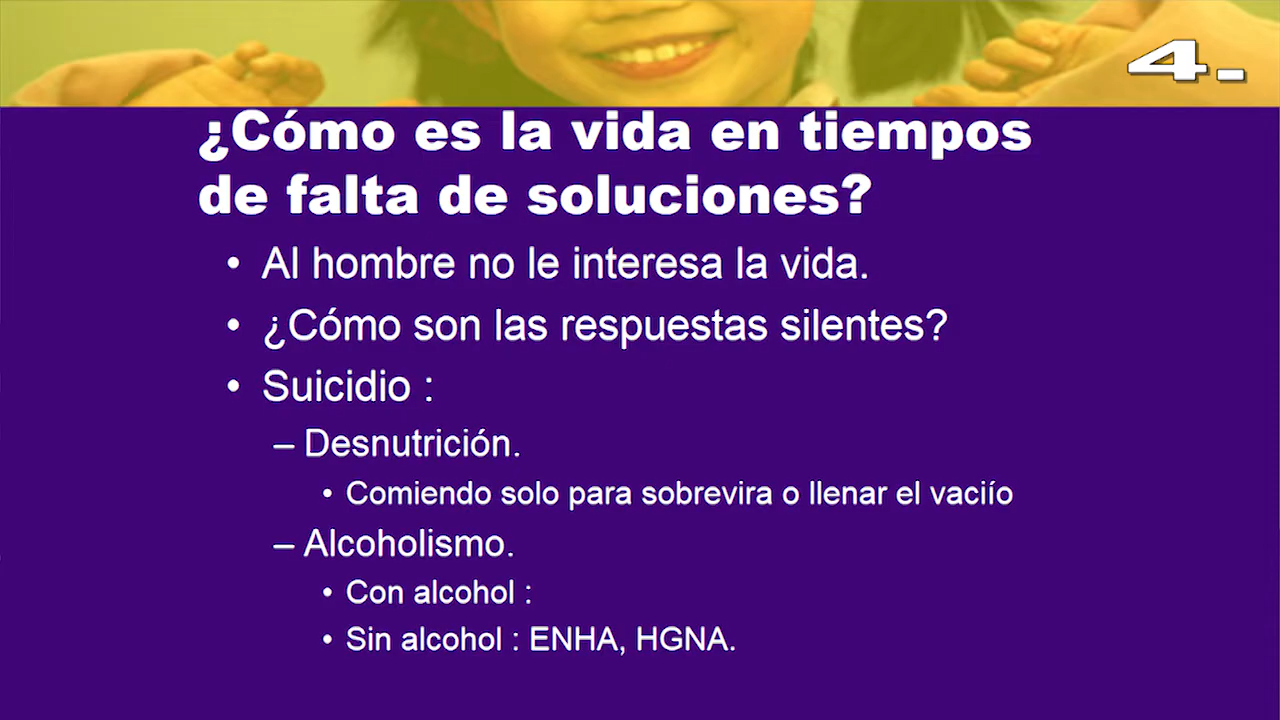 4.
¿Cómo es la vida en tiempos
de falta de soluciones?
• Al hombre no le interesa la vida.
• ¿Cómo son las respuestas silentes?
• Suicidio :
– Desnutrición.
• Comiendo solo para sobrevira o llenar el vaciío
– Alcoholismo.
• Con alcohol :
• Sin alcohol : ENHA, HGNA.